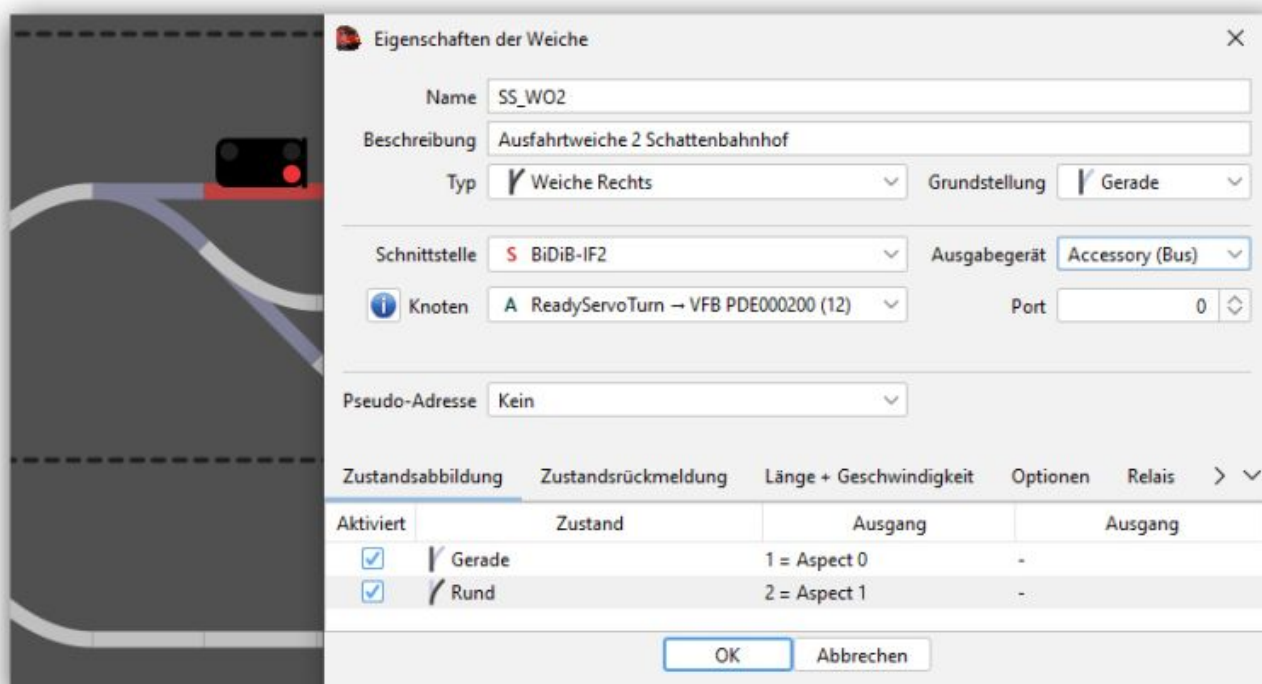 Eigenschaften der Weiche
Name SS_WO2
Beschreibung Ausfahrtweiche 2 Schattenbahnhof
Typ Weiche Rechts Grundstellung Gerade
Schnittstelle S BiDiB-IF2 Ausgabegerät Accessory (Bus)
Knoten A ReadyServoTurn → VFB PDE000200 (12) Port 0
Pseudo-Adresse Kein
Zustandsabbildung Zustandsrückmeldung Länge + Geschwindigkeit Optionen Relais
Aktiviert Zustand Ausgang Ausgang
Gerade 1 = Aspect 0 -
Rund 2 = Aspect 1 -
OK Abbrechen